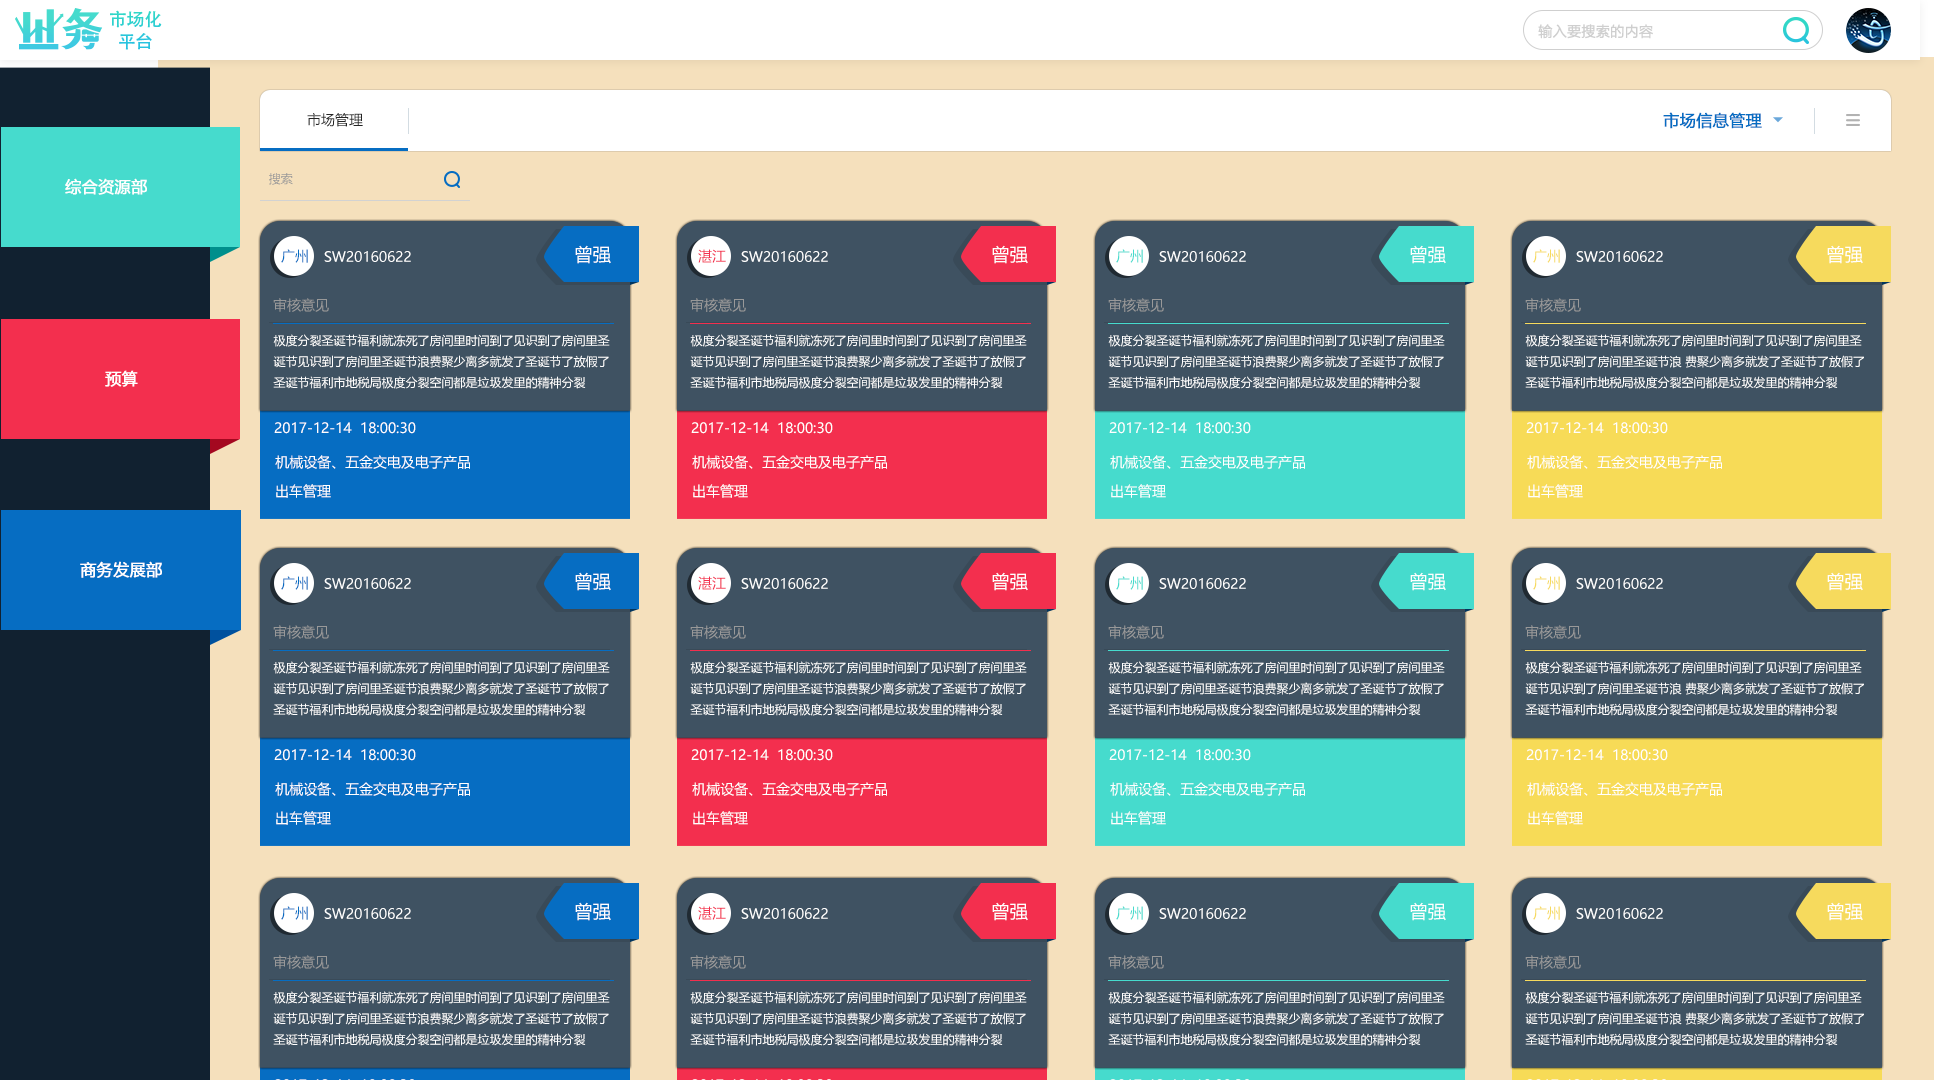 业务 市场化
平台
输入要搜索的内容
综合资源部
预算
商务发展部
市场管理
市场信息管理
搜索
广州 SW20160622 曾强
审核意见
极度分裂圣诞节福利就冻死了房间里时间到了见识到了房间里圣
诞节见识到了房间里圣诞节浪费聚少离多就发了圣诞节了放假了
圣诞节福利市地税局极度分裂空间都是垃圾发里的精神分裂
2017-12-14 18:00:30
机械设备、五金交电及电子产品
出车管理
湛江 SW20160622 曾强
审核意见
极度分裂圣诞节福利就冻死了房间里时间到了见识到了房间里圣
诞节见识到了房间里圣诞节浪费聚少离多就发了圣诞节了放假了
圣诞节福利市地税局极度分裂空间都是垃圾发里的精神分裂
2017-12-14 18:00:30
机械设备、五金交电及电子产品
出车管理
广州 SW20160622 曾强
审核意见
极度分裂圣诞节福利就冻死了房间里时间到了见识到了房间里圣
诞节见识到了房间里圣诞节浪费聚少离多就发了圣诞节了放假了
圣诞节福利市地税局极度分裂空间都是垃圾发里的精神分裂
2017-12-14 18:00:30
机械设备、五金交电及电子产品
出车管理
广州 SW20160622 曾强
审核意见
极度分裂圣诞节福利就冻死了房间里时间到了见识到了房间里圣
诞节见识到了房间里圣诞节浪 费聚少离多就发了圣诞节了放假了
圣诞节福利市地税局极度分裂空间都是垃圾发里的精神分裂
2017-12-14 18:00:30
机械设备、五金交电及电子产品
出车管理
广州 SW20160622 曾强
审核意见
极度分裂圣诞节福利就冻死了房间里时间到了见识到了房间里圣
诞节见识到了房间里圣诞节浪费聚少离多就发了圣诞节了放假了
圣诞节福利市地税局极度分裂空间都是垃圾发里的精神分裂
2017-12-14 18:00:30
机械设备、五金交电及电子产品
出车管理
湛江 SW20160622 曾强
审核意见
极度分裂圣诞节福利就冻死了房间里时间到了见识到了房间里圣
诞节见识到了房间里圣诞节浪费聚少离多就发了圣诞节了放假了
圣诞节福利市地税局极度分裂空间都是垃圾发里的精神分裂
2017-12-14 18:00:30
机械设备、五金交电及电子产品
出车管理
广州 SW20160622 曾强
审核意见
极度分裂圣诞节福利就冻死了房间里时间到了见识到了房间里圣
诞节见识到了房间里圣诞节浪费聚少离多就发了圣诞节了放假了
圣诞节福利市地税局极度分裂空间都是垃圾发里的精神分裂
2017-12-14 18:00:30
机械设备、五金交电及电子产品
出车管理
广州 SW20160622 曾强
审核意见
极度分裂圣诞节福利就冻死了房间里时间到了见识到了房间里圣
诞节见识到了房间里圣诞节浪 费聚少离多就发了圣诞节了放假了
圣诞节福利市地税局极度分裂空间都是垃圾发里的精神分裂
2017-12-14 18:00:30
机械设备、五金交电及电子产品
出车管理
广州 SW20160622 曾强
审核意见
极度分裂圣诞节福利就冻死了房间里时间到了见识到了房间里圣
诞节见识到了房间里圣诞节浪费聚少离多就发了圣诞节了放假了
圣诞节福利市地税局极度分裂空间都是垃圾发里的精神分裂
湛江 SW20160622 曾强
审核意见
极度分裂圣诞节福利就冻死了房间里时间到了见识到了房间里圣
诞节见识到了房间里圣诞节浪费聚少离多就发了圣诞节了放假了
圣诞节福利市地税局极度分裂空间都是垃圾发里的精神分裂
广州 SW20160622 曾强
审核意见
极度分裂圣诞节福利就冻死了房间里时间到了见识到了房间里圣
诞节见识到了房间里圣诞节浪费聚少离多就发了圣诞节了放假了
圣诞节福利市地税局极度分裂空间都是垃圾发里的精神分裂
广州 SW20160622 曾强
审核意见
极度分裂圣诞节福利就冻死了房间里时间到了见识到了房间里圣
诞节见识到了房间里圣诞节浪 费聚少离多就发了圣诞节了放假了
圣诞节福利市地税局极度分裂空间都是垃圾发里的精神分裂